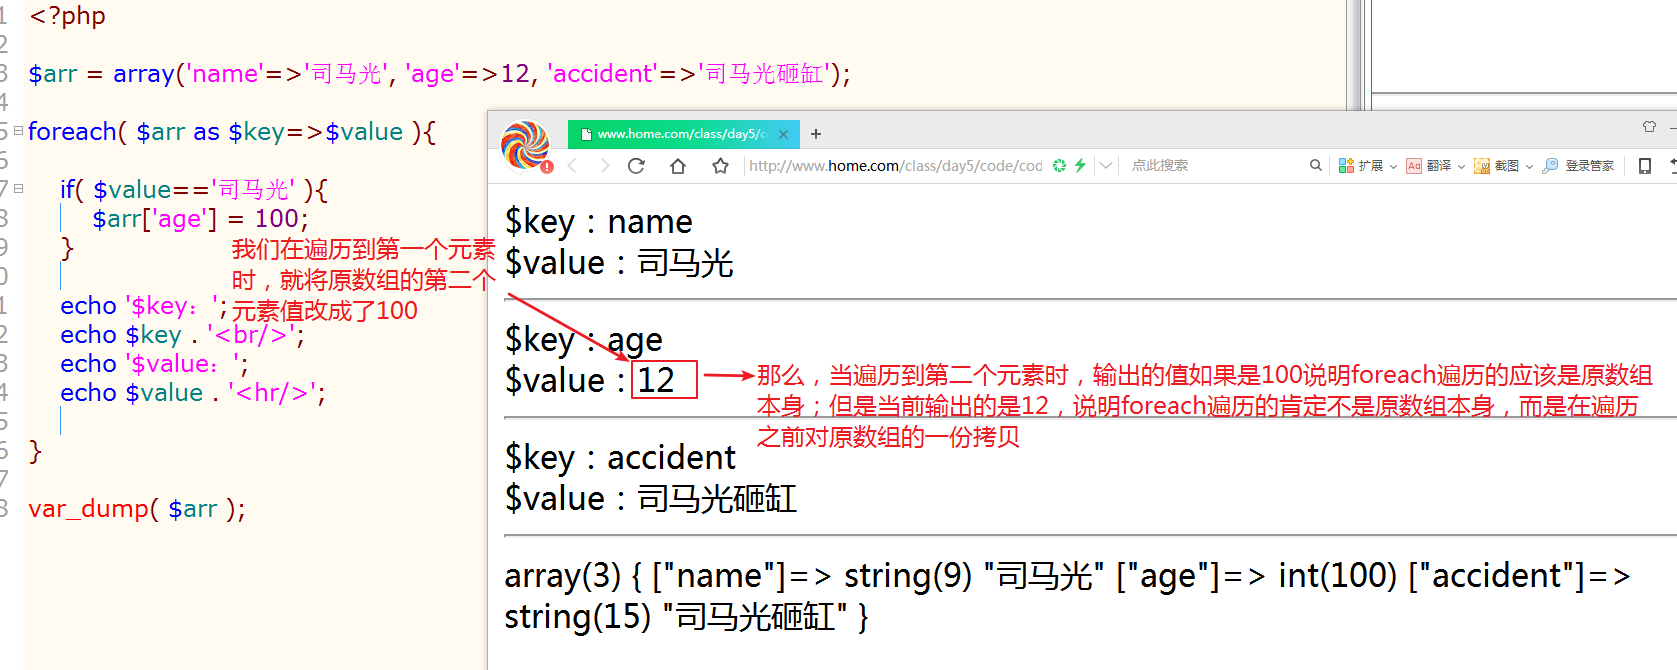 1 <?php
2
3 $arr = array('name'=>'司马光', 'age'=>12, 'accident'=>'司马光砸缸');
4
5 foreach( $arr as $key=>$value ){
6
7 if( $value=='司马光' ){
8 $arr['age'] = 100;
9 }
0
1 echo '$key：';
2 echo $key . '<br/>';
3 echo '$value：';
4 echo $value . '<hr/>';
5
6 }
7
8 var_dump( $arr );
我们在遍历到第一个元素
时，就将原数组的第二个
元素值改成了100
www.home.com/class/day5/c
http://www.home.com/class/day5/code/cod
点此搜索
扩展
翻译
截图
登录管家
$key：name
$value：司马光
$key：age
$value：12
那么，当遍历到第二个元素时，输出的值如果是100说明foreach遍历的应该是原数组
本身；但是当前输出的是12，说明foreach遍历的肯定不是原数组本身，而是在遍历
之前对原数组的一份拷贝
$key：accident
$value：司马光砸缸
array(3) { ["name"]=> string(9) "司马光" ["age"]=> int(100) ["accident"]=>
string(15) "司马光砸缸" }